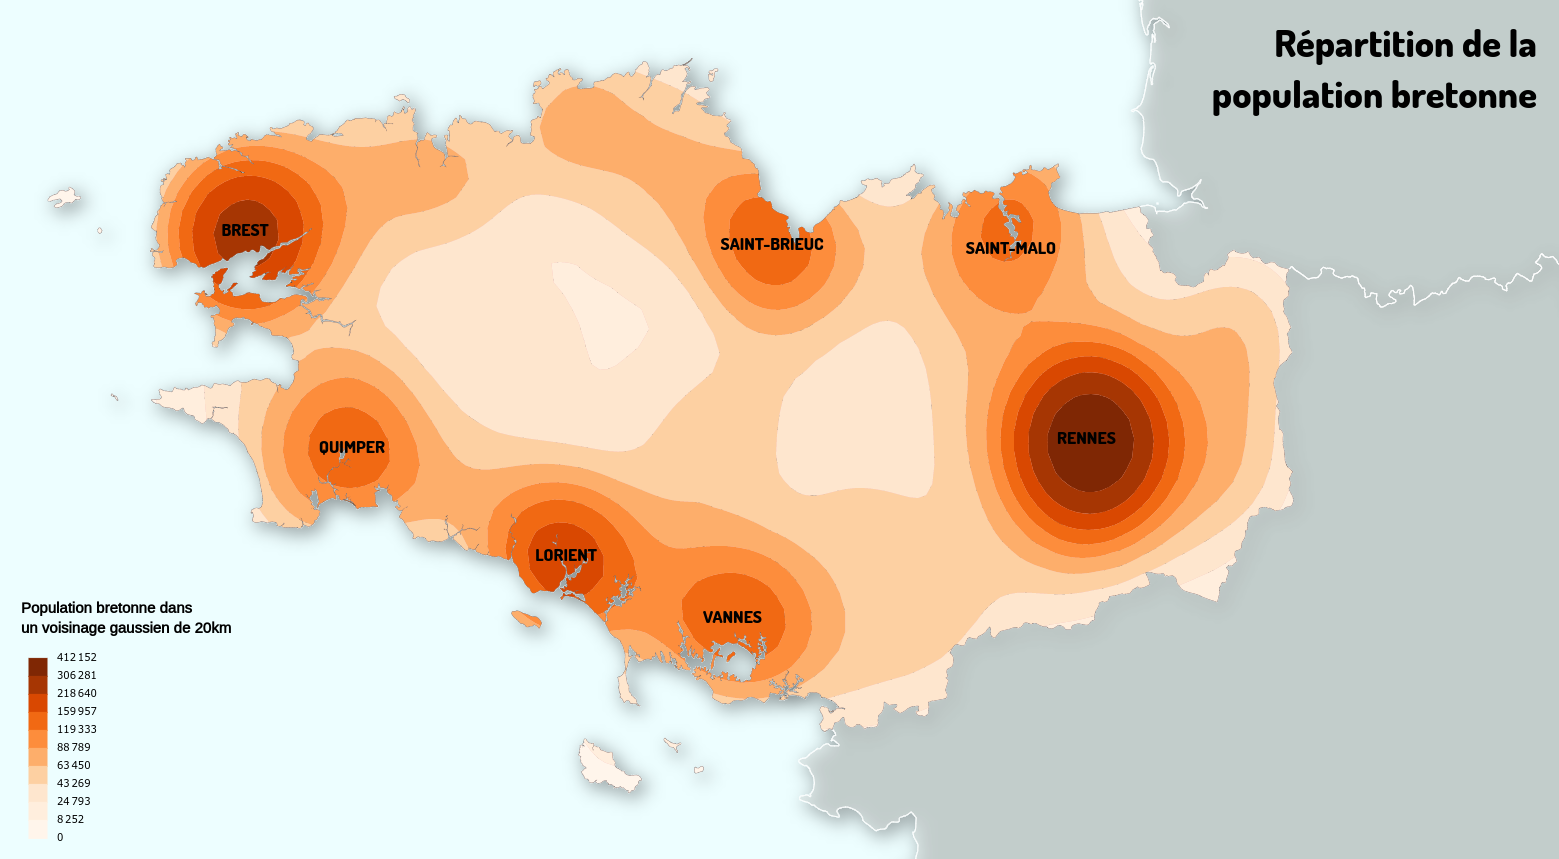 Répartition de la
population bretonne
BREST
SAINT-BRIEUC
SAINT-MALO
QUIMPER
RENNES
LORIENT
VANNES
Population bretonne dans
un voisinage gaussien de 20km
412 152
306 281
218 640
159 957
119 333
88 789
63 450
43 269
24 793
8 252
0